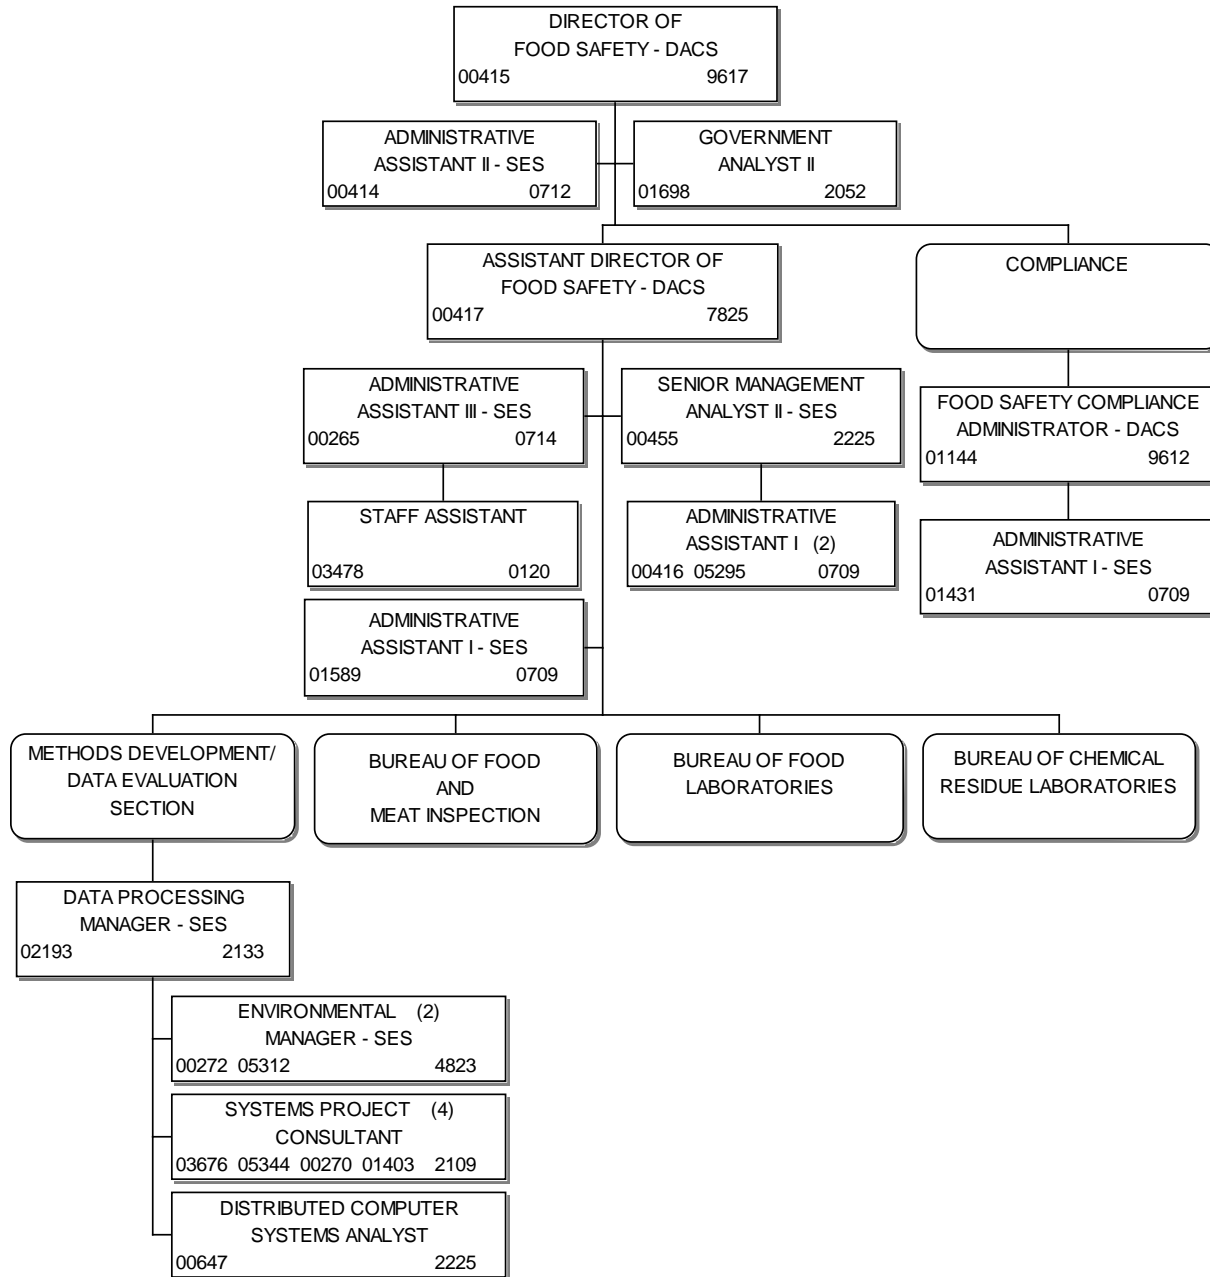 DIRECTOR OF
FOOD SAFETY - DACS
00415 9617
ADMINISTRATIVE
ASSISTANT II - SES
00414 0712
GOVERNMENT
ANALYST II
01698 2052
ASSISTANT DIRECTOR OF
FOOD SAFETY - DACS
00417 7825
COMPLIANCE
ADMINISTRATIVE
ASSISTANT III - SES
00265 0714
SENIOR MANAGEMENT
ANALYST II - SES
00455 2225
FOOD SAFETY COMPLIANCE
ADMINISTRATOR - DACS
01144 9612
STAFF ASSISTANT
03478 0120
ADMINISTRATIVE
ASSISTANT I (2)
00416 05295 0709
ADMINISTRATIVE
ASSISTANT I - SES
01431 0709
ADMINISTRATIVE
ASSISTANT I - SES
01589 0709
METHODS DEVELOPMENT/
DATA EVALUATION
SECTION
BUREAU OF FOOD
AND
MEAT INSPECTION
BUREAU OF FOOD
LABORATORIES
BUREAU OF CHEMICAL
RESIDUE LABORATORIES
DATA PROCESSING
MANAGER - SES
02193 2133
ENVIRONMENTAL (2)
MANAGER - SES
00272 05312 4823
SYSTEMS PROJECT (4)
CONSULTANT
03676 05344 00270 01403 2109
DISTRIBUTED COMPUTER
SYSTEMS ANALYST
00647 2225